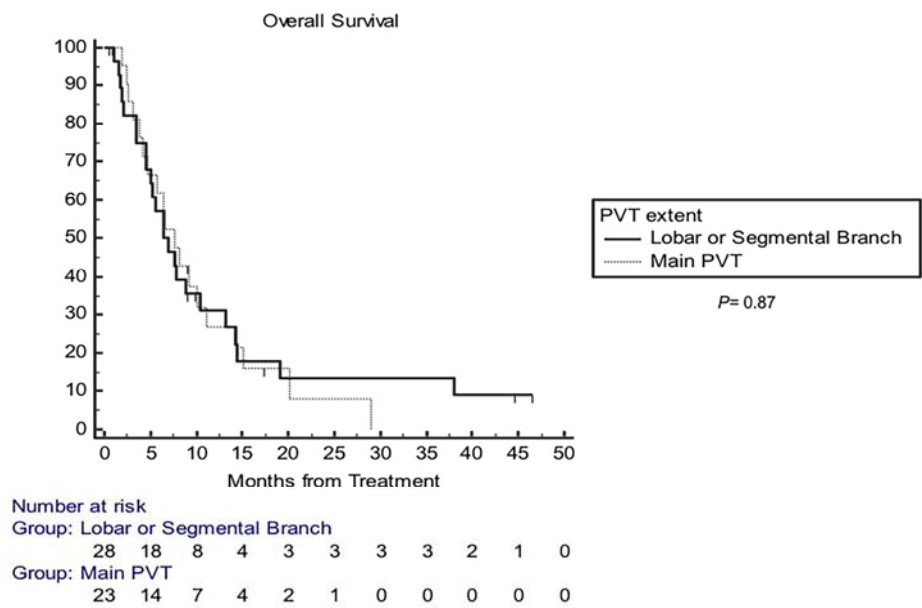 Overall Survival
100
90
80
70
60
50
40
30
20
10
0
0 5 10 15 20 25 30 35 40 45 50
Months from Treatment
PVT extent
Lobar or Segmental Branch
Main PVT
P= 0.87
Number at risk
Group: Lobar or Segmental Branch
28 18 8 4 3 3 3 3 2 1 0
Group: Main PVT
23 14 7 4 2 1 0 0 0 0 0